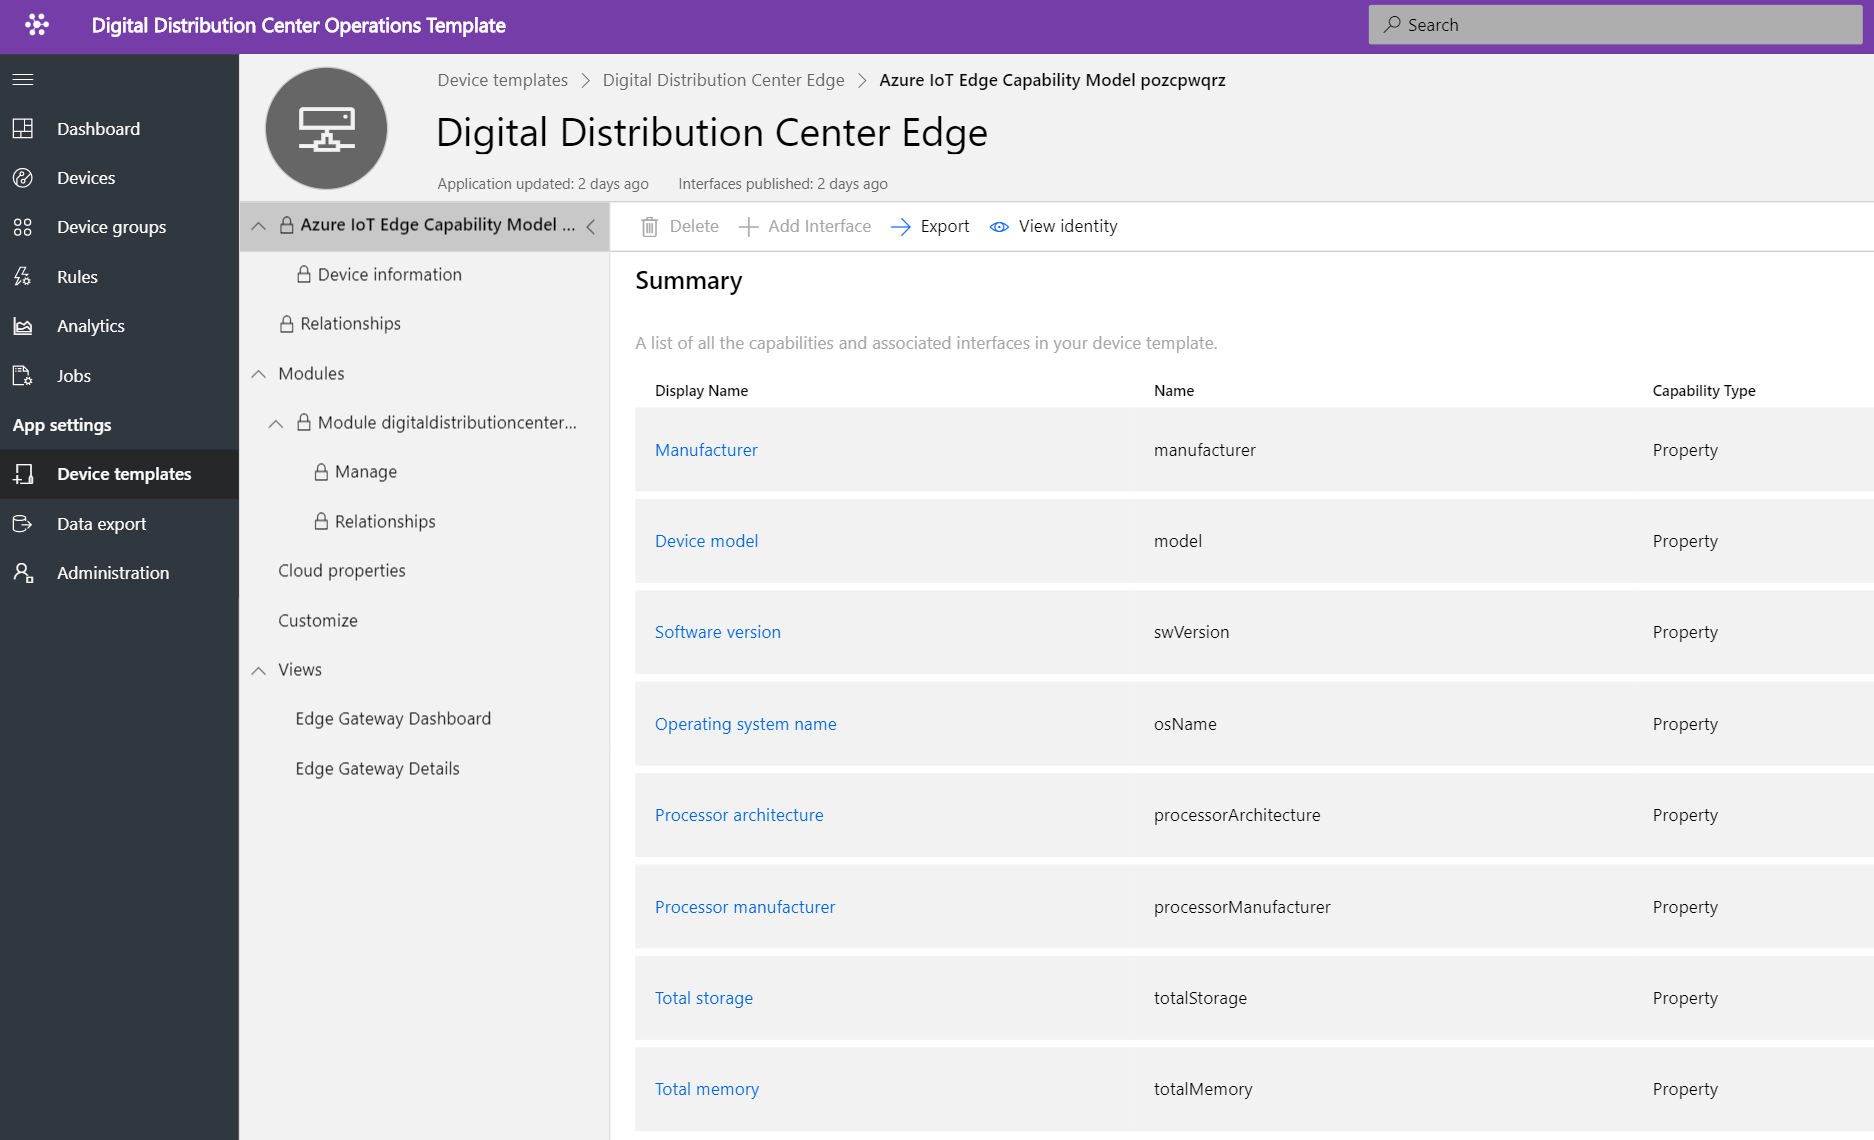 Digital Distribution Center Operations Template
Search
Dashboard
Devices
Device groups
Rules
Analytics
Jobs
App settings
Device templates
Data export
Administration
Device templates > Digital Distribution Center Edge > Azure IoT Edge Capability Model pozcpwqrz
Digital Distribution Center Edge
Application updated: 2 days ago Interfaces published: 2 days ago
Azure IoT Edge Capability Model ...
Device information
Relationships
Modules
Module digitaldistributioncenter...
Manage
Relationships
Cloud properties
Customize
Views
Edge Gateway Dashboard
Edge Gateway Details
Delete Add Interface Export View identity
Summary
A list of all the capabilities and associated interfaces in your device template.
Display Name Name Capability Type
Manufacturer manufacturer Property
Device model model Property
Software version swVersion Property
Operating system name osName Property
Processor architecture processorArchitecture Property
Processor manufacturer processorManufacturer Property
Total storage totalStorage Property
Total memory totalMemory Property